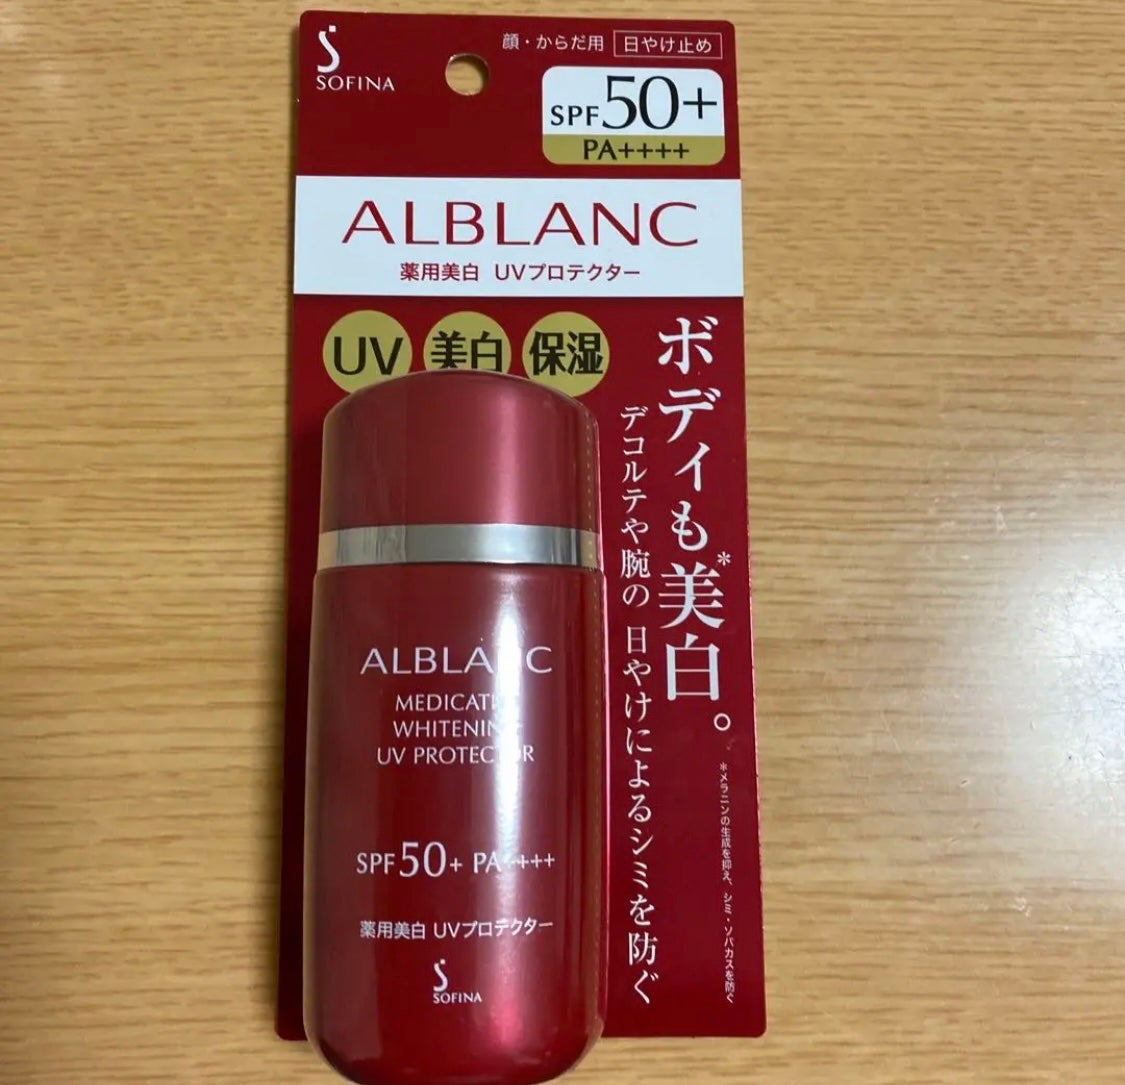 SOFINA
顔・からだ用 日やけ止め
SPF50+
PA++++
ALBLANC
薬用美白 UVプロテクター
UV 美白 保湿
ボディも美白*。
デコルテや腕の 日やけによるシミを防ぐ
*メラニンの生成を抑え、シミ・ソバカスを防ぐ
ALBLANC
WHITENING
UV PROTECTOR
SPF50+ PA++++
薬用美白 UVプロテクター
SOFINA